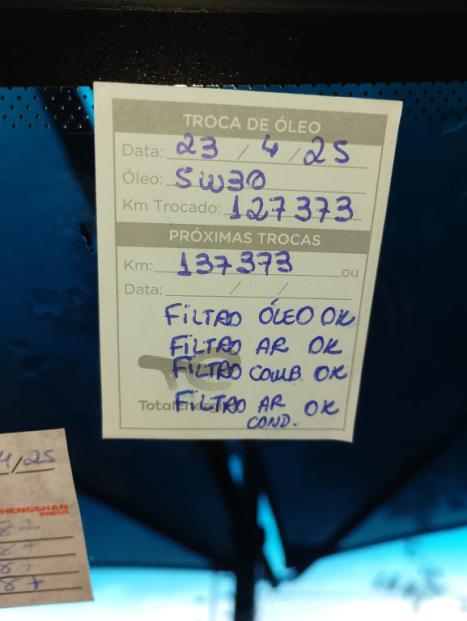 TROCA DE ÓLEO
Data: 23 / 4 / 25
Óleo: 5W30
Km Trocado: 127373
PRÓXIMAS TROCAS
Km: 137373 ou
Data: / /
FILTRO ÓLEO OK
FILTRO AR OK
FILTRO COMB OK
FILTRO AR OK
COND.
/25